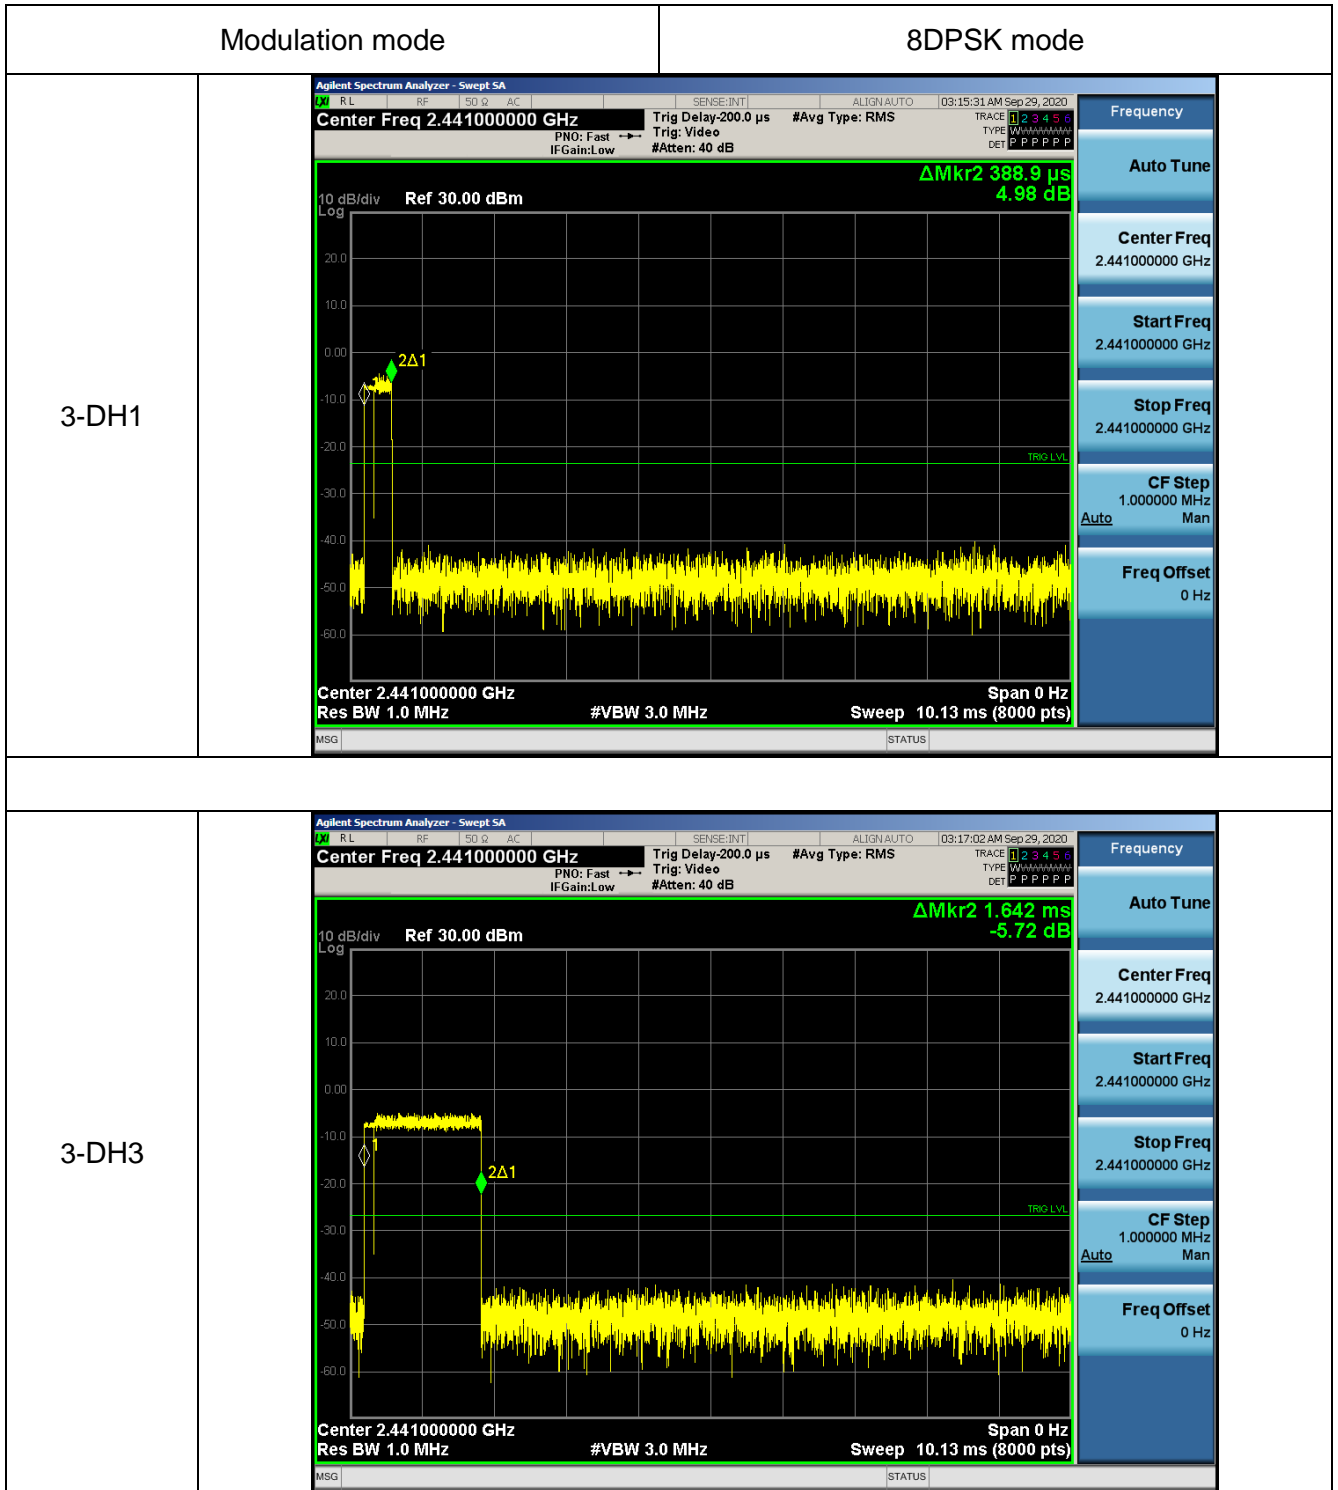 Modulation mode 8DPSK mode
3-DH1
Agilent Spectrum Analyzer - Swept SA
LXI RL RF 50 Ω AC SENSE:INT ALIGN AUTO 03:15:31 AM Sep 29, 2020
Center Freq 2.441000000 GHz
PNO: Fast
IFGain:Low
Trig Delay-200.0 µs
Trig: Video
#Atten: 40 dB
#Avg Type: RMS
TRACE 1 2 3 4 5 6
TYPE WWWWWW
DET P P P P P P
ΔMkr2 388.9 µs
4.98 dB
10 dB/div Ref 30.00 dBm
Log
20.0
10.0
0.00
2Δ1
-10.0
-20.0
TRIG LVL
-30.0
-40.0
-50.0
-60.0
Center 2.441000000 GHz Span 0 Hz
Res BW 1.0 MHz #VBW 3.0 MHz Sweep 10.13 ms (8000 pts)
MSG STATUS
Frequency
Auto Tune
Center Freq
2.441000000 GHz
Start Freq
2.441000000 GHz
Stop Freq
2.441000000 GHz
CF Step
1.000000 MHz
Auto Man
Freq Offset
0 Hz
3-DH3
Agilent Spectrum Analyzer - Swept SA
LXI RL RF 50 Ω AC SENSE:INT ALIGN AUTO 03:17:02 AM Sep 29, 2020
Center Freq 2.441000000 GHz
PNO: Fast
IFGain:Low
Trig Delay-200.0 µs
Trig: Video
#Atten: 40 dB
#Avg Type: RMS
TRACE 1 2 3 4 5 6
TYPE WWWWWW
DET P P P P P P
ΔMkr2 1.642 ms
-5.72 dB
10 dB/div Ref 30.00 dBm
Log
20.0
10.0
0.00
-10.0
1
2Δ1
-20.0
TRIG LVL
-30.0
-40.0
-50.0
-60.0
Center 2.441000000 GHz Span 0 Hz
Res BW 1.0 MHz #VBW 3.0 MHz Sweep 10.13 ms (8000 pts)
MSG STATUS
Frequency
Auto Tune
Center Freq
2.441000000 GHz
Start Freq
2.441000000 GHz
Stop Freq
2.441000000 GHz
CF Step
1.000000 MHz
Auto Man
Freq Offset
0 Hz